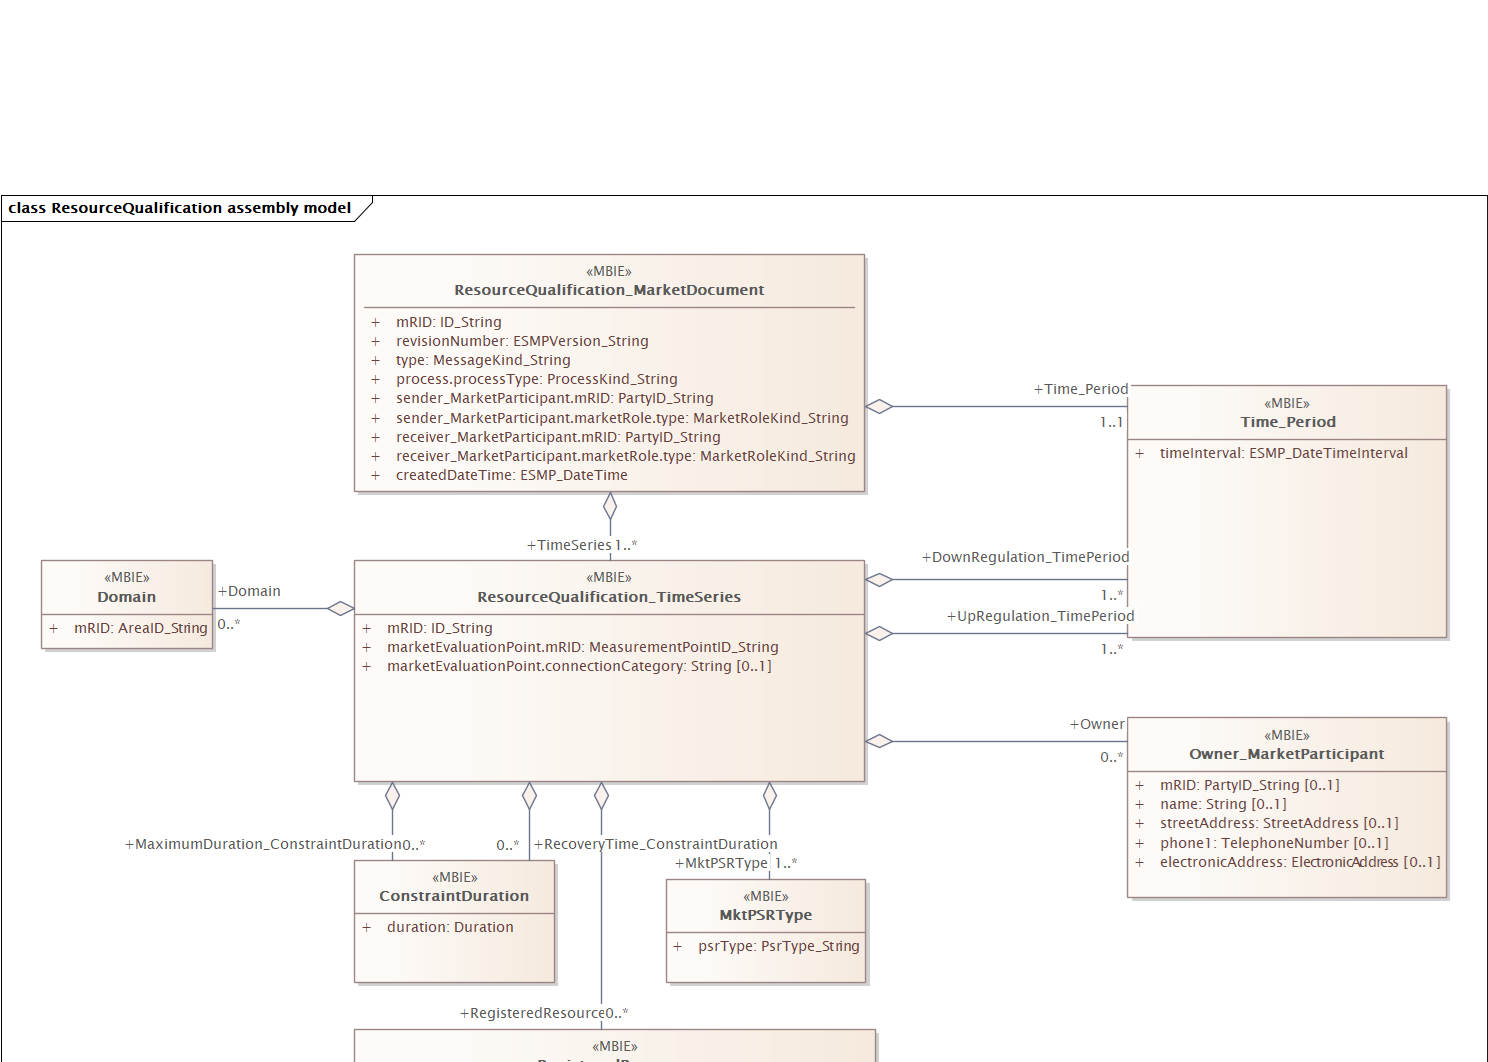 class ResourceQualification assembly model
«MBIE»
ResourceQualification_MarketDocument
+ mRID: ID_String
+ revisionNumber: ESMPVersion_String
+ type: MessageKind_String
+ process.processType: ProcessKind_String
+ sender_MarketParticipant.mRID: PartyID_String
+ sender_MarketParticipant.marketRole.type: MarketRoleKind_String
+ receiver_MarketParticipant.mRID: PartyID_String
+ receiver_MarketParticipant.marketRole.type: MarketRoleKind_String
+ createdDateTime: ESMP_DateTime
+Time_Period
1..1
«MBIE»
Time_Period
+ timeInterval: ESMP_DateTimeInterval
+TimeSeries 1..*
+DownRegulation_TimePeriod
1..*
+UpRegulation_TimePeriod
1..*
«MBIE»
Domain
+ mRID: AreaID_String
+Domain
0..*
«MBIE»
ResourceQualification_TimeSeries
+ mRID: ID_String
+ marketEvaluationPoint.mRID: MeasurementPointID_String
+ marketEvaluationPoint.connectionCategory: String [0..1]
+Owner
0..*
«MBIE»
Owner_MarketParticipant
+ mRID: PartyID_String [0..1]
+ name: String [0..1]
+ streetAddress: StreetAddress [0..1]
+ phone1: TelephoneNumber [0..1]
+ electronicAddress: ElectronicAddress [0..1]
+MaximumDuration_ConstraintDuration 0..*
0..* +RecoveryTime_ConstraintDuration
+MktPSRType 1..*
«MBIE»
ConstraintDuration
+ duration: Duration
«MBIE»
MktPSRType
+ psrType: PsrType_String
+RegisteredResource 0..*
«MBIE»